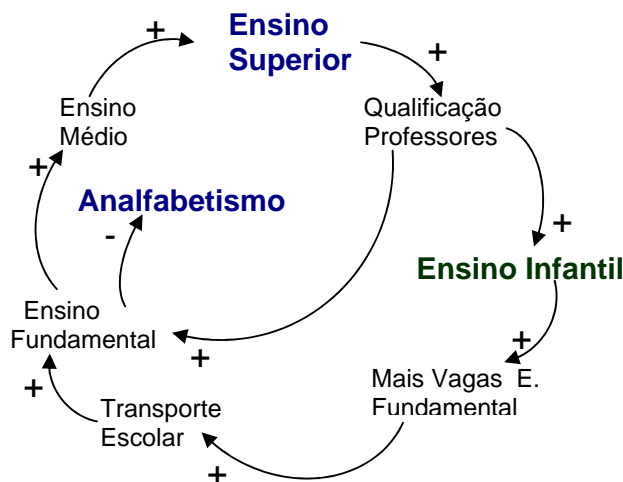 +
Ensino
Superior
+
Ensino
Médio
Qualificação
Professores
+
Analfabetismo
-
+
Ensino Infantil
Ensino
Fundamental
+
+
Mais Vagas E.
Fundamental
+
Transporte
Escolar
+